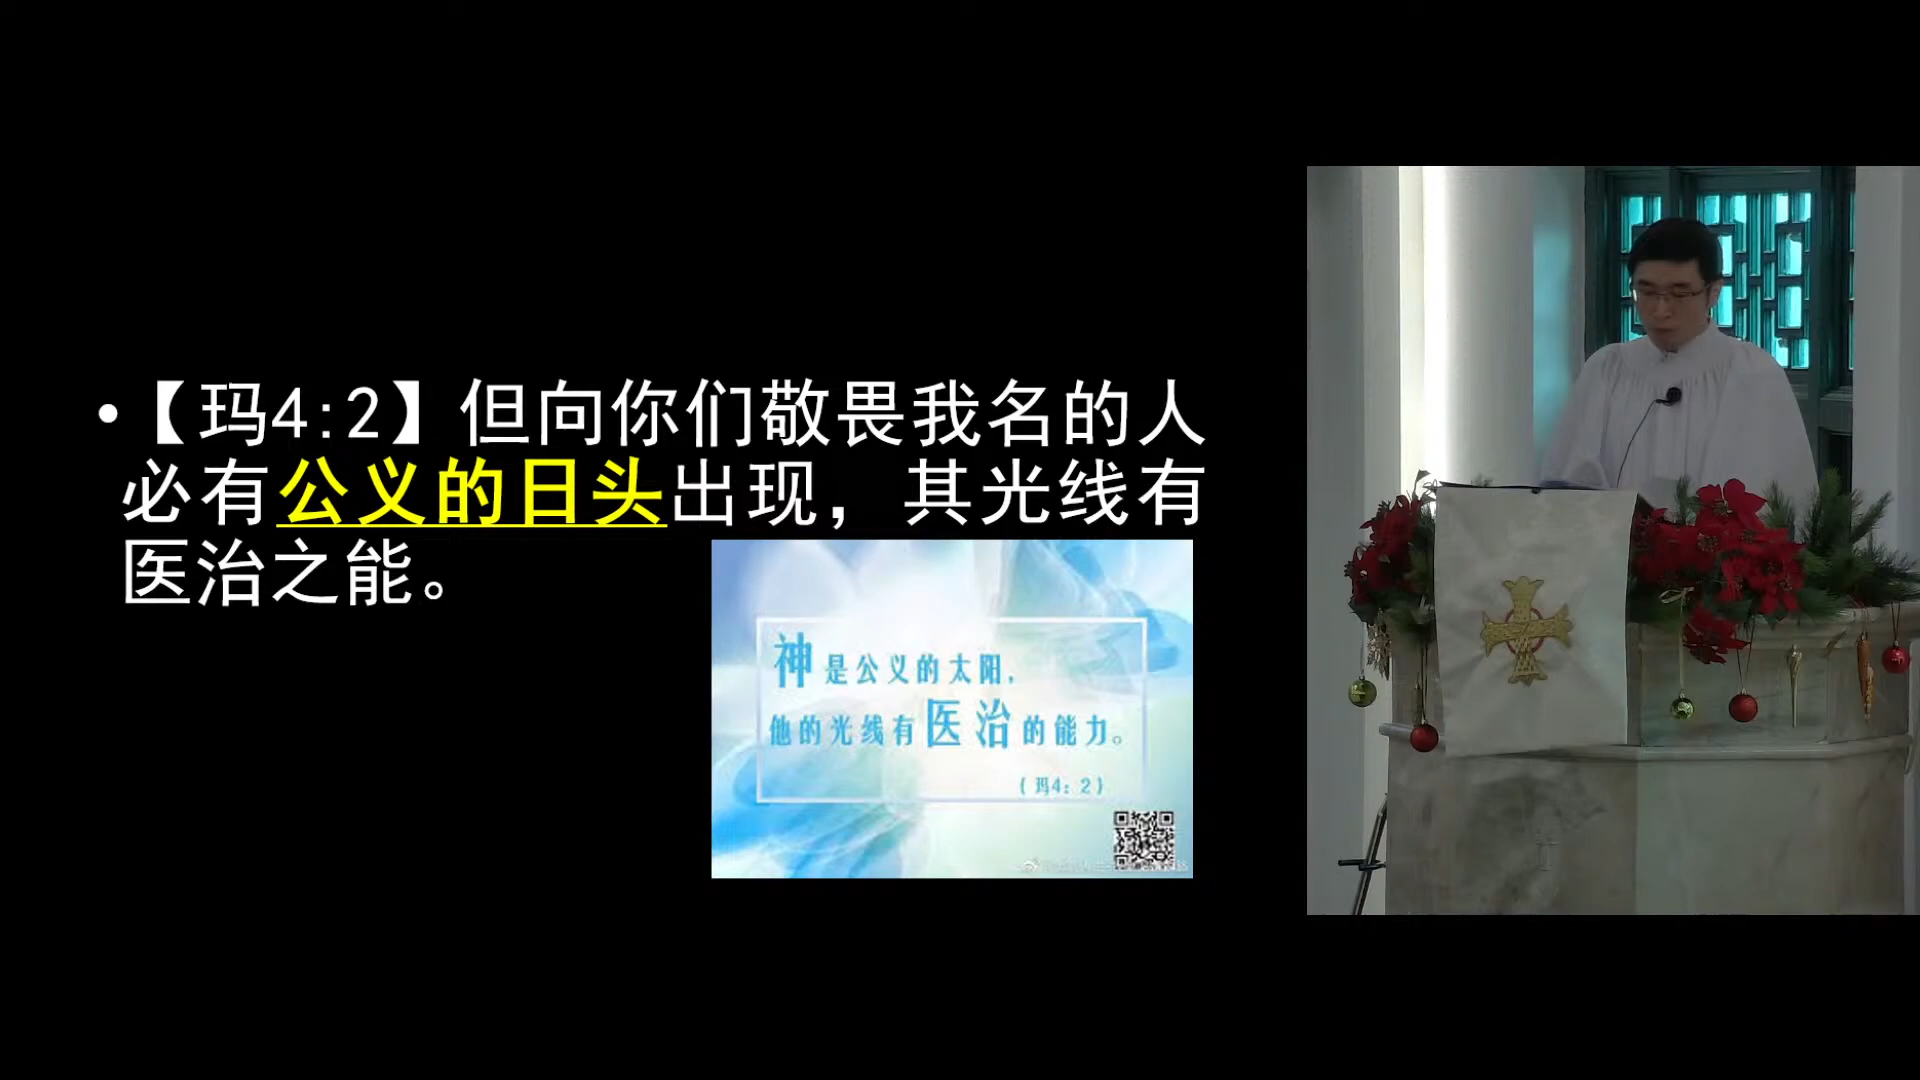 •【玛4:2】但向你们敬畏我名的人
必有公义的日头出现，其光线有
医治之能。
神是公义的太阳，
他的光线有医治的能力。
（玛4：2）